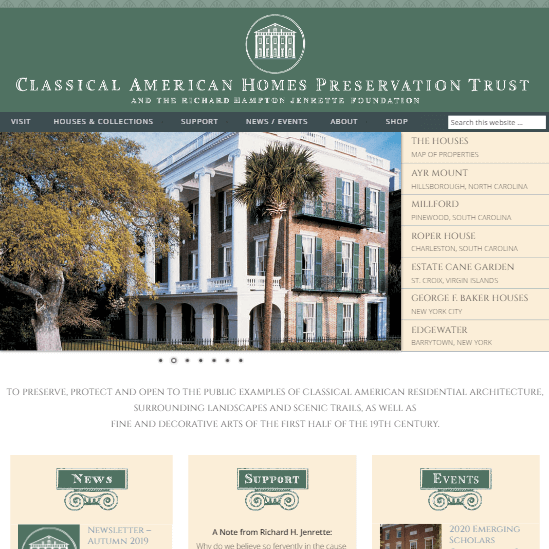 CLASSICAL AMERICAN HOMES PRESERVATION TRUST
AND THE RICHARD HAMPTON JENRETTE FOUNDATION
VISIT HOUSES & COLLECTIONS SUPPORT NEWS / EVENTS ABOUT SHOP Search this website ...
THE HOUSES
MAP OF PROPERTIES
AYR MOUNT
HILLSBOROUGH, NORTH CAROLINA
MILLFORD
PINEWOOD, SOUTH CAROLINA
ROPER HOUSE
CHARLESTON, SOUTH CAROLINA
ESTATE CANE GARDEN
ST. CROIX, VIRGIN ISLANDS
GEORGE F. BAKER HOUSES
NEW YORK CITY
EDGEWATER
BARRYTOWN, NEW YORK
TO PRESERVE, PROTECT AND OPEN TO THE PUBLIC EXAMPLES OF CLASSICAL AMERICAN RESIDENTIAL ARCHITECTURE,
SURROUNDING LANDSCAPES AND SCENIC TRAILS, AS WELL AS
FINE AND DECORATIVE ARTS OF THE FIRST HALF OF THE 19TH CENTURY.
NEWS
NEWSLETTER –
AUTUMN 2019
SUPPORT
A Note from Richard H. Jenrette:
Why do we believe so fervently in the cause
EVENTS
2020 EMERGING
SCHOLARS